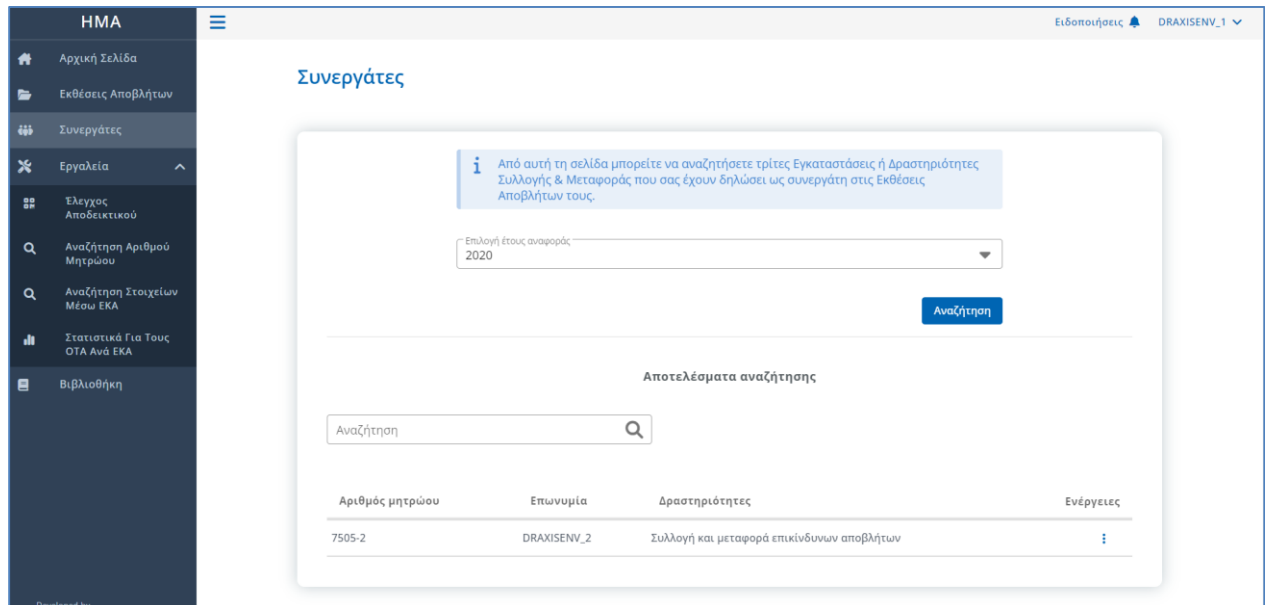 ΗΜΑ
Ειδοποιήσεις
DRAXISENV_1
Αρχική Σελίδα
Εκθέσεις Αποβλήτων
Συνεργάτες
Εργαλεία
Έλεγχος
Αποδεικτικού
Αναζήτηση Αριθμού
Μητρώου
Αναζήτηση Στοιχείων
Μέσω ΕΚΑ
Στατιστικά Για Τους
ΟΤΑ Ανά ΕΚΑ
Βιβλιοθήκη
Developed by
Συνεργάτες
Από αυτή τη σελίδα μπορείτε να αναζητήσετε τρίτες Εγκαταστάσεις ή Δραστηριότητες
Συλλογής & Μεταφοράς που σας έχουν δηλώσει ως συνεργάτη στις Εκθέσεις
Αποβλήτων τους.
Επιλογή έτους αναφοράς
2020
Αναζήτηση
Αποτελέσματα αναζήτησης
Αναζήτηση
Αριθμός μητρώου Επωνυμία Δραστηριότητες Ενέργειες
7505-2 DRAXISENV_2 Συλλογή και μεταφορά επικίνδυνων αποβλήτων